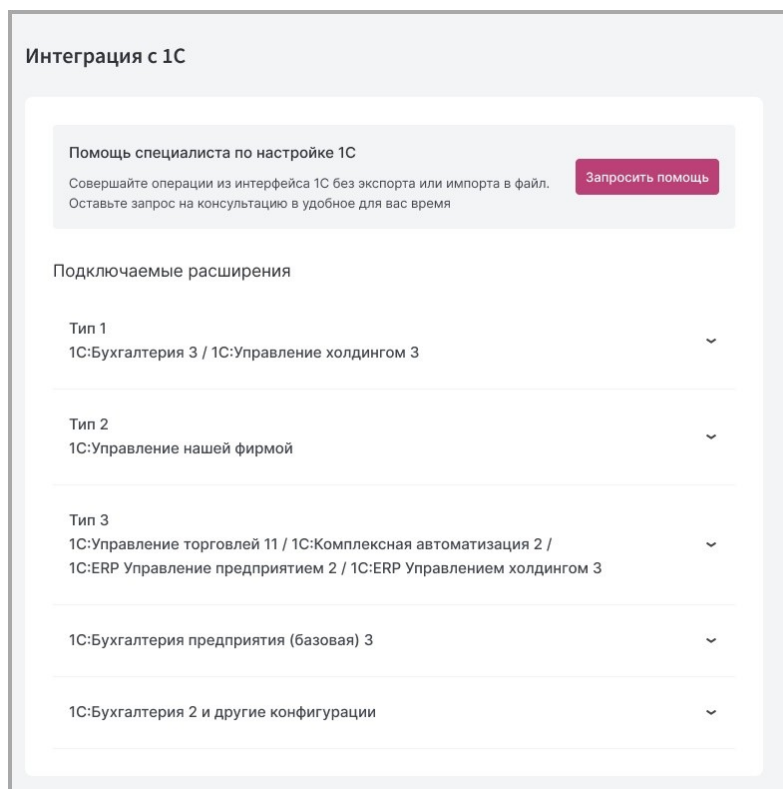 Интеграция с 1С
Помощь специалиста по настройке 1С
Совершайте операции из интерфейса 1С без экспорта или импорта в файл.
Оставьте запрос на консультацию в удобное для вас время
Запросить помощь
Подключаемые расширения
Тип 1
1С:Бухгалтерия 3 / 1С:Управление холдингом 3
Тип 2
1С:Управление нашей фирмой
Тип 3
1С:Управление торговлей 11 / 1С:Комплексная автоматизация 2 /
1С:ERP Управление предприятием 2 / 1С:ERP Управлением холдингом 3
1С:Бухгалтерия предприятия (базовая) 3
1С:Бухгалтерия 2 и другие конфигурации